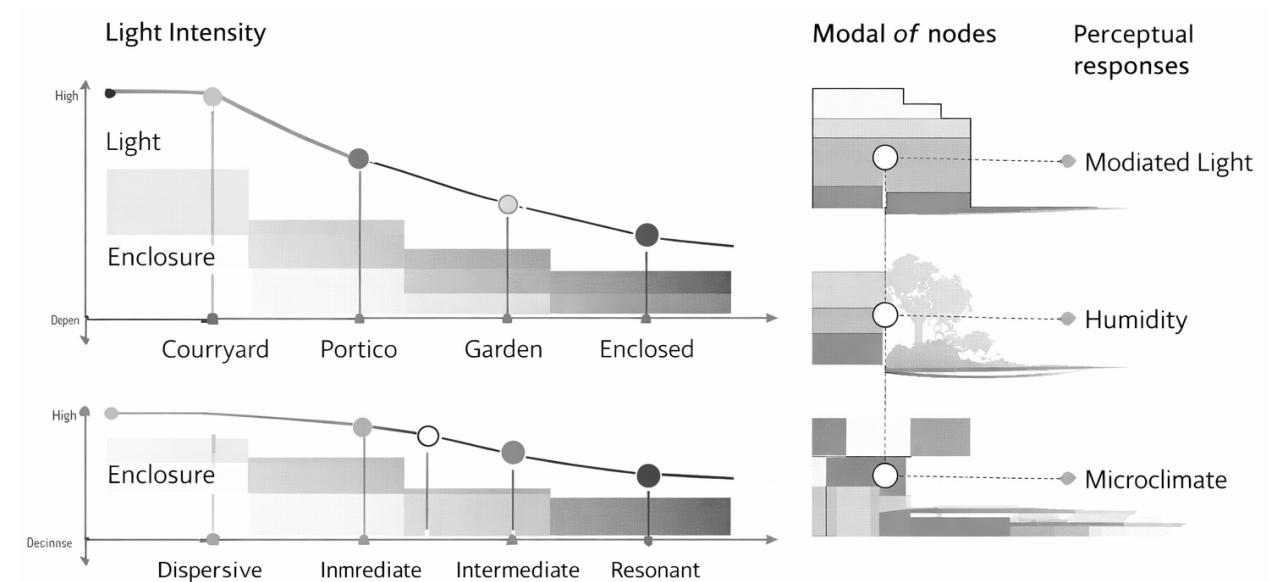 Light Intensity
High
Light
Enclosure
Depen
Courryard Portico Garden Enclosed
High
Enclosure
Decinnse
Dispersive Inmrediate Intermediate Resonant
Modal of nodes
Perceptual
responses
Modiated Light
Humidity
Microclimate